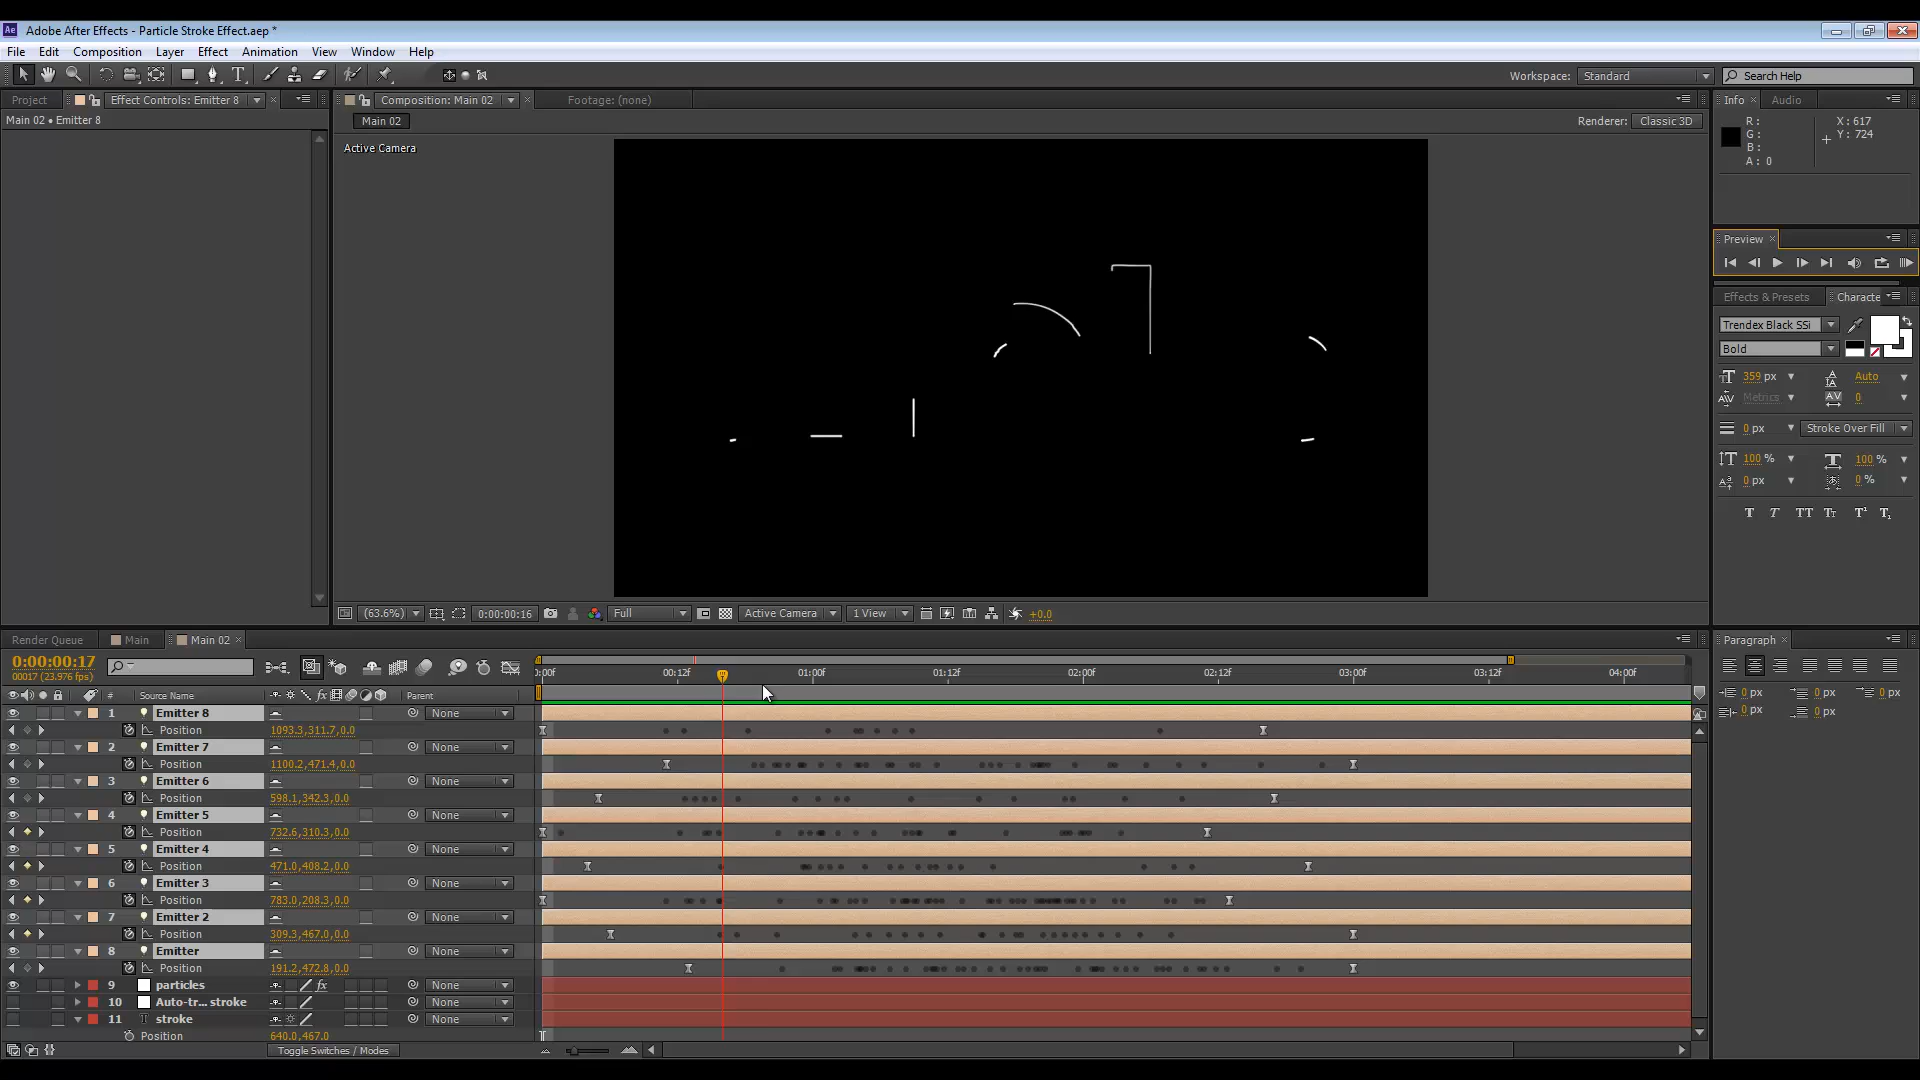 Ae Adobe After Effects - Particle Stroke Effect.aep *
File Edit Composition Layer Effect Animation View Window Help
Workspace: Standard Search Help
Project Effect Controls: Emitter 8 Composition: Main 02 Footage: (none) Info Audio
Main 02 • Emitter 8 Main 02 Renderer: Classic 3D
Active Camera
R: X: 617
G: Y: 724
B:
A: 0
Preview
Effects & Presets Characte
Trendex Black SSi
Bold
359 px Auto
Metrics 0
0 px Stroke Over Fill
100 % 100 %
0 px 0 %
T T TT Tт T¹ T₁
(63.6%) 0:00:00:16 Full Active Camera 1 View +0.0
Render Queue Main Main 02 Paragraph
0:00:00:17
00017 (23.976 fps)
:00f 00:12f 01:00f 01:12f 02:00f 02:12f 03:00f 03:12f 04:00f
# Source Name fx Parent
0 px 0 px 0 px
0 px 0 px
1 Emitter 8 None
Position 1093.3,311.7,0.0
2 Emitter 7 None
Position 1100.2,471.4,0.0
3 Emitter 6 None
Position 598.1,342.3,0.0
4 Emitter 5 None
Position 732.6,310.3,0.0
5 Emitter 4 None
Position 471.0,408.2,0.0
6 Emitter 3 None
Position 783.0,208.3,0.0
7 Emitter 2 None
Position 309.3,467.0,0.0
8 Emitter None
Position 191.2,472.8,0.0
9 particles fx None
10 Auto-tr... stroke None
11 T stroke None
Position 640.0,467.0
Toggle Switches / Modes